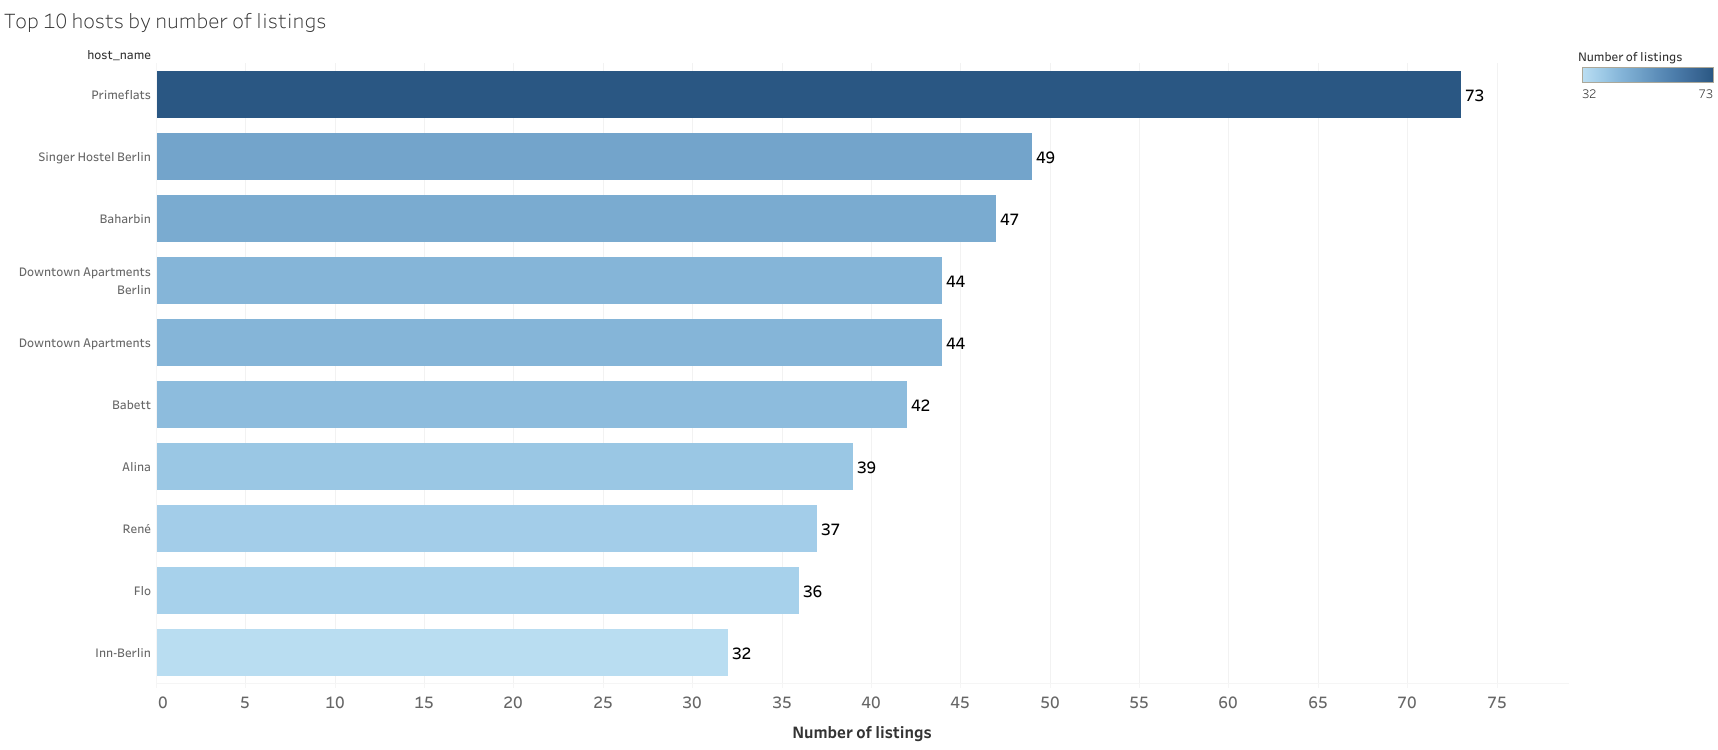 Top 10 hosts by number of listings
host_name
Number of listings
32 73
Primeflats 73
Singer Hostel Berlin 49
Baharbin 47
Downtown Apartments
Berlin 44
Downtown Apartments 44
Babett 42
Alina 39
René 37
Flo 36
Inn-Berlin 32
0 5 10 15 20 25 30 35 40 45 50 55 60 65 70 75
Number of listings